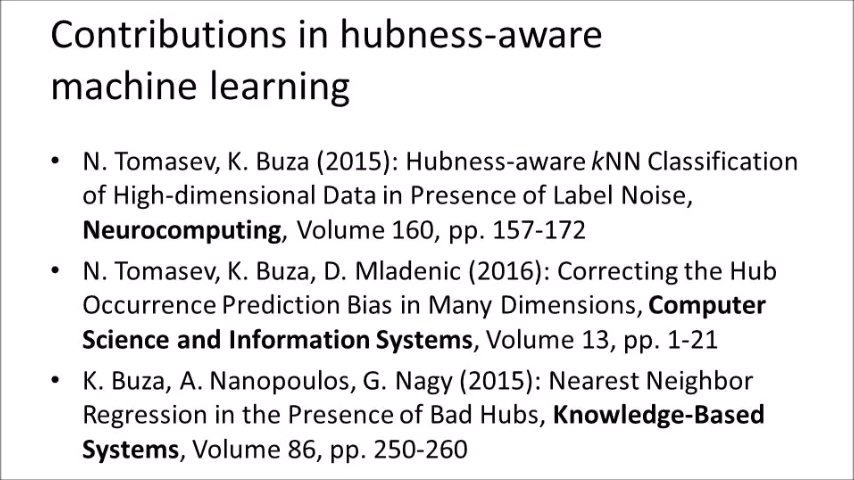 Contributions in hubness-aware
machine learning
• N. Tomasev, K. Buza (2015): Hubness-aware kNN Classification
of High-dimensional Data in Presence of Label Noise,
Neurocomputing, Volume 160, pp. 157-172
• N. Tomasev, K. Buza, D. Mladenic (2016): Correcting the Hub
Occurrence Prediction Bias in Many Dimensions, Computer
Science and Information Systems, Volume 13, pp. 1-21
• K. Buza, A. Nanopoulos, G. Nagy (2015): Nearest Neighbor
Regression in the Presence of Bad Hubs, Knowledge-Based
Systems, Volume 86, pp. 250-260